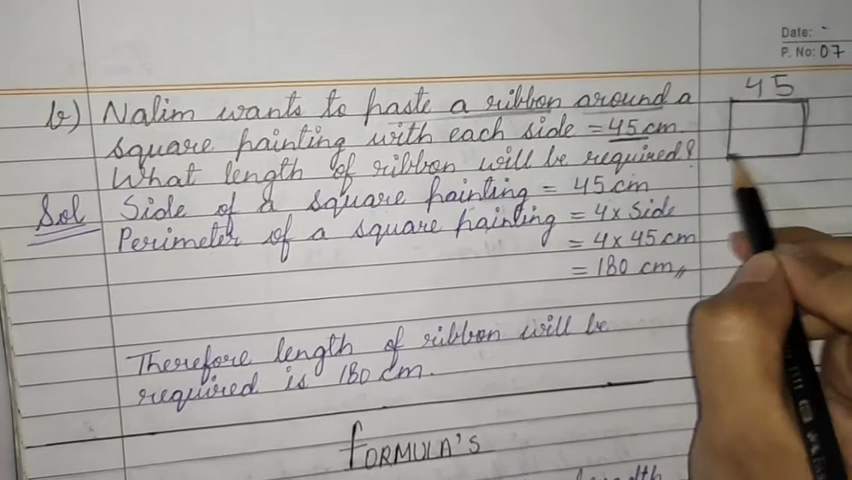 Date: -
P. No: 07
45
b) Nalim wants to paste a ribbon around a
square painting with each side = 45cm.
What length of ribbon will be required?
Sol Side of a square painting = 45 cm
Perimeter of a square painting = 4 x Side
= 4 x 45 cm
= 180 cm,,
Therefore length of ribbon will be
required is 180 cm.
FORMULA'S
length